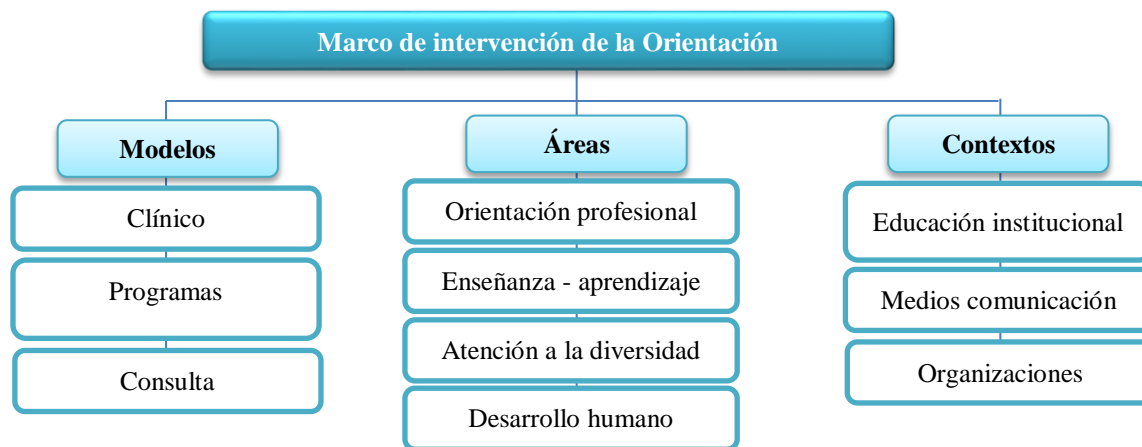 Marco de intervención de la Orientación
Modelos
Clínico
Programas
Consulta
Áreas
Orientación profesional
Enseñanza - aprendizaje
Atención a la diversidad
Desarrollo humano
Contextos
Educación institucional
Medios comunicación
Organizaciones